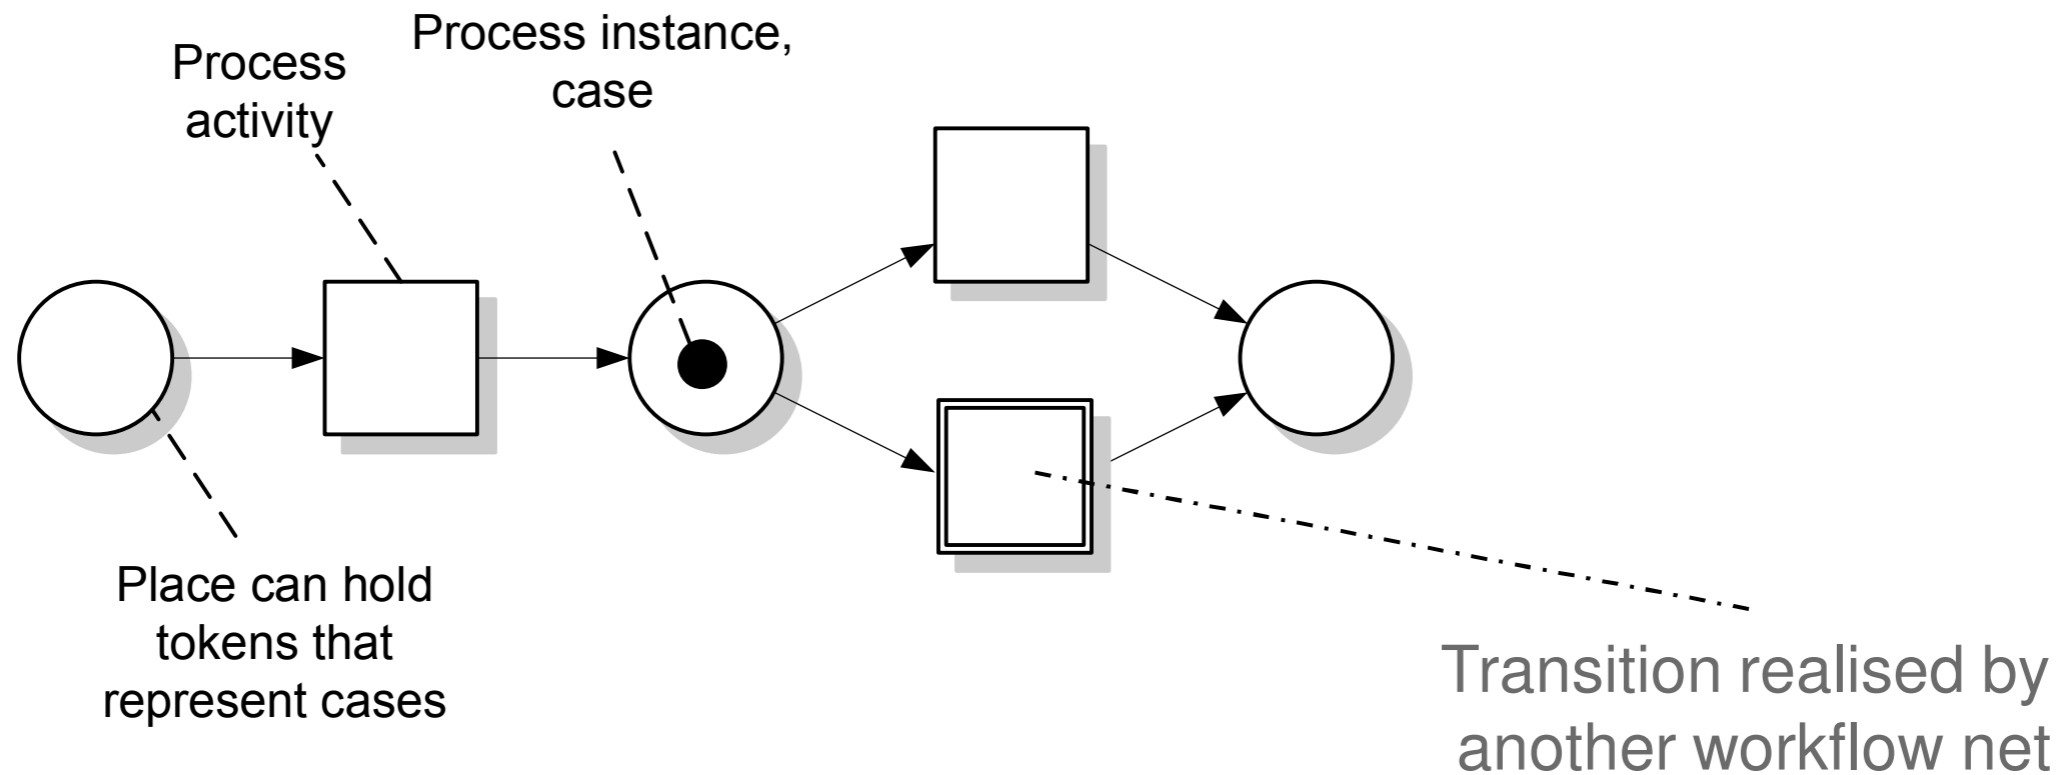 Process
activity
Process instance,
case
Place can hold
tokens that
represent cases
Transition realised by
another workflow net